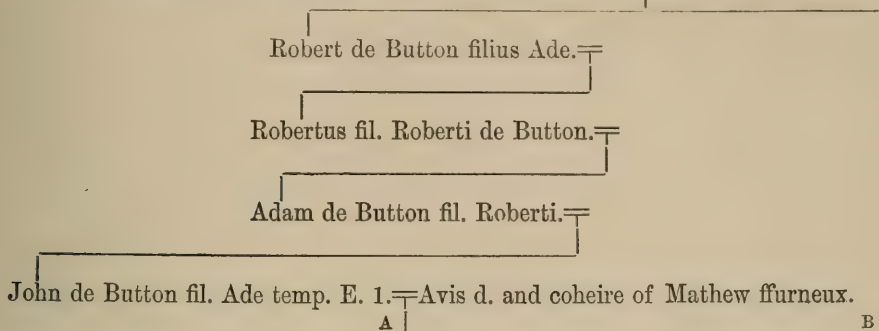 Robert de Button filius Ade.
Robertus fil. Roberti de Button.
Adam de Button fil. Roberti.
John de Button fil. Ade temp. E. 1. Avis d. and coheire of Mathew ffurneux.
A B